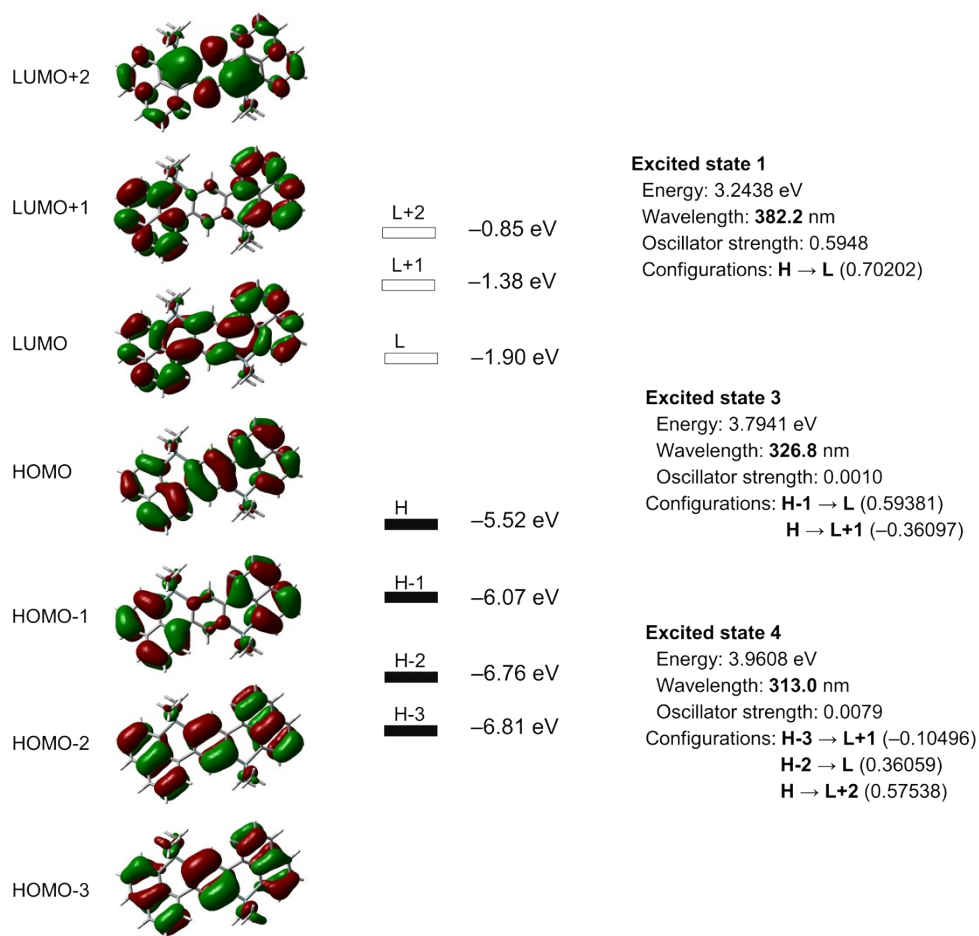 LUMO+2
LUMO+1
LUMO
HOMO
HOMO-1
HOMO-2
HOMO-3
L+2
–0.85 eV
L+1
–1.38 eV
L
–1.90 eV
H
–5.52 eV
H-1
–6.07 eV
H-2
–6.76 eV
H-3
–6.81 eV
Excited state 1
Energy: 3.2438 eV
Wavelength: 382.2 nm
Oscillator strength: 0.5948
Configurations: H → L (0.70202)
Excited state 3
Energy: 3.7941 eV
Wavelength: 326.8 nm
Oscillator strength: 0.0010
Configurations: H-1 → L (0.59381)
H → L+1 (–0.36097)
Excited state 4
Energy: 3.9608 eV
Wavelength: 313.0 nm
Oscillator strength: 0.0079
Configurations: H-3 → L+1 (–0.10496)
H-2 → L (0.36059)
H → L+2 (0.57538)